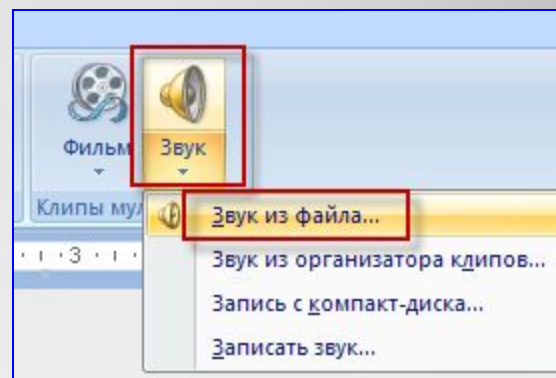 Фильм Звук
Клипы му
Звук из файла...
3
Звук из организатора клипов...
Запись с компакт-диска...
Записать звук...